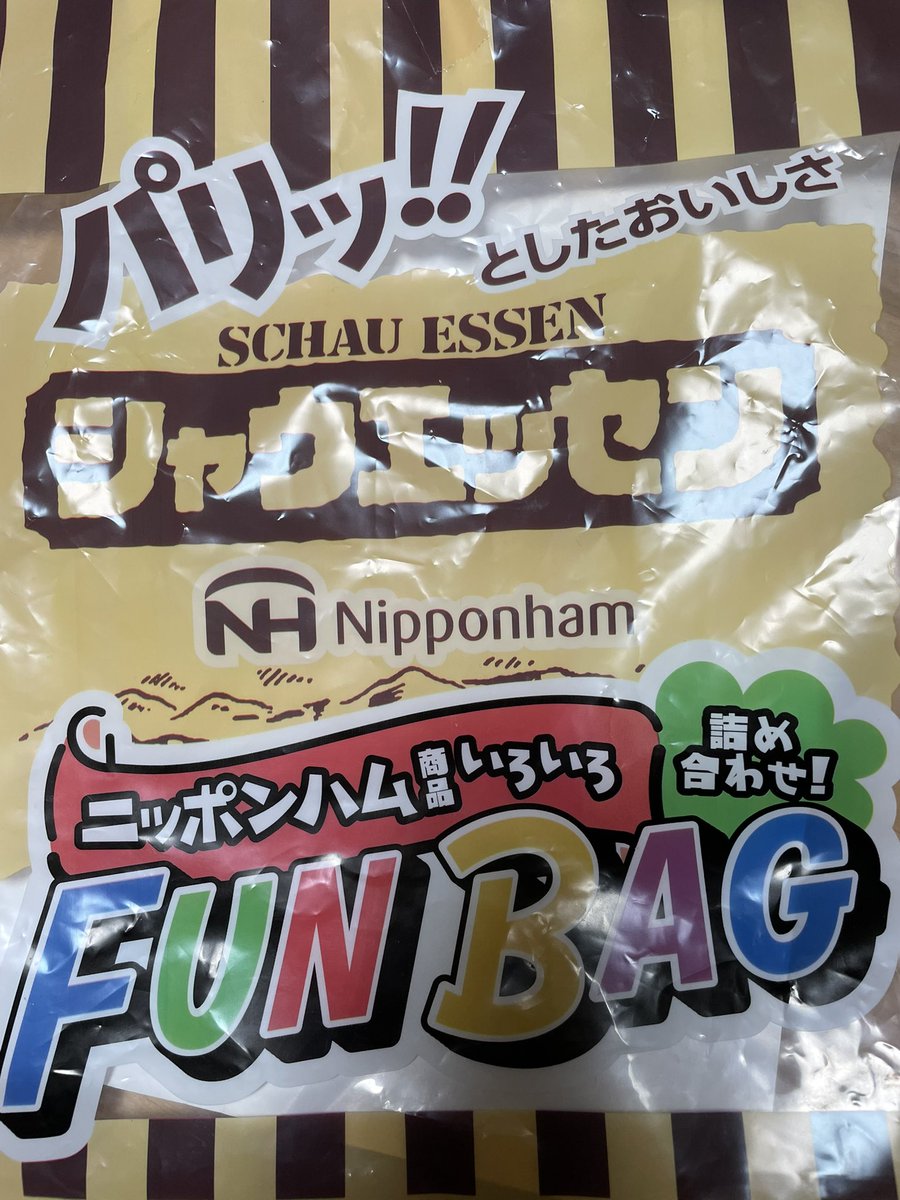 パリッ!!
としたおいしさ
SCHAU ESSEN
シャウエッセン
NH Nipponham
ニッポンハム商品いろいろ
詰め
合わせ!
FUN BAG